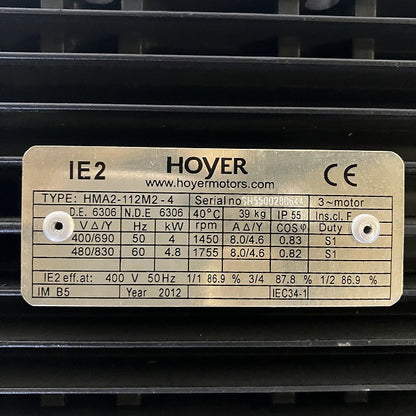 IE2 HOYER CE
www.hoyermotors.com
TYPE: HMA2-112M2-4 Serial no CH5500280644 3~motor
D.E. 6306 N.D.E 6306 40°C 39 kg IP 55 Ins.cl. F
V Δ/Y Hz kW rpm A Δ/Y COSφ Duty
400/690 50 4 1450 8.0/4.6 0.83 S1
480/830 60 4.8 1755 8.0/4.6 0.82 S1
IE2 eff.at: 400 V 50Hz 1/1 86.9 % 3/4 87.8 % 1/2 86.9 %
IM B5 Year 2012 IEC34-1